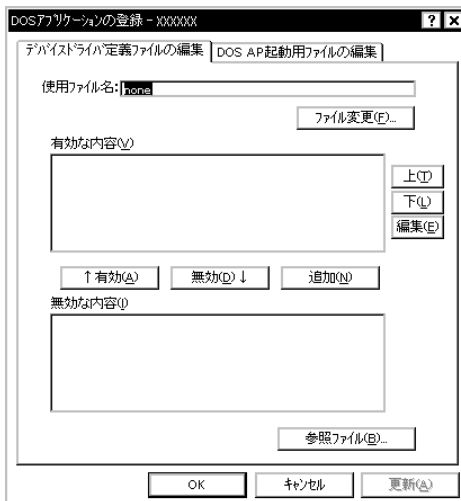 DOSアプリケーションの登録 - XXXXXX
デバイスドライバ定義ファイルの編集 DOS AP起動用ファイルの編集
使用ファイル名: none
ファイル変更(F)...
有効な内容(V)
上(T)
下(L)
編集(E)
↑有効(A) 無効(D)↓ 追加(N)
無効な内容(I)
参照ファイル(B)...
OK キャンセル 更新(A)